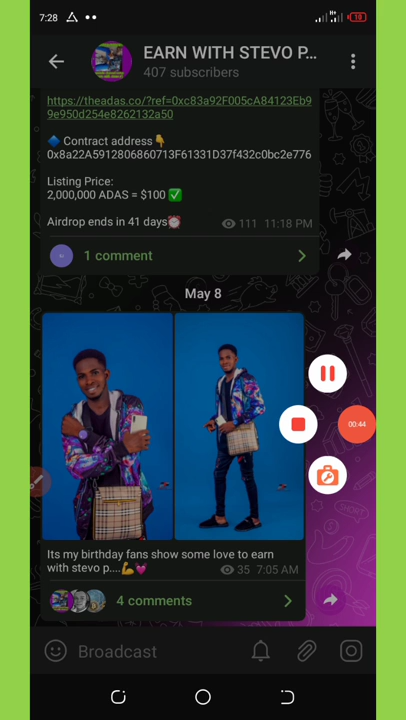 7:28
19
EARN WITH STEVO P...
407 subscribers
https://theadas.co/?ref=0xc83a92F005cA84123Eb9
9e950d254e8262132a50
Contract address
0x8a22A5912806860713F61331D37f432c0bc2e776
Listing Price:
2,000,000 ADAS = $100
Airdrop ends in 41 days
111 11:18 PM
1 comment
May 8
00:44
Its my birthday fans show some love to earn
with stevo p....
35 7:05 AM
4 comments
Broadcast